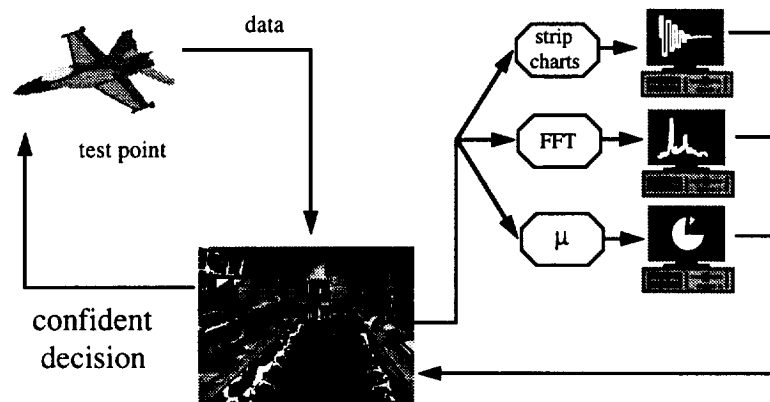 data
test point
confident
decision
strip
charts
FFT
μ